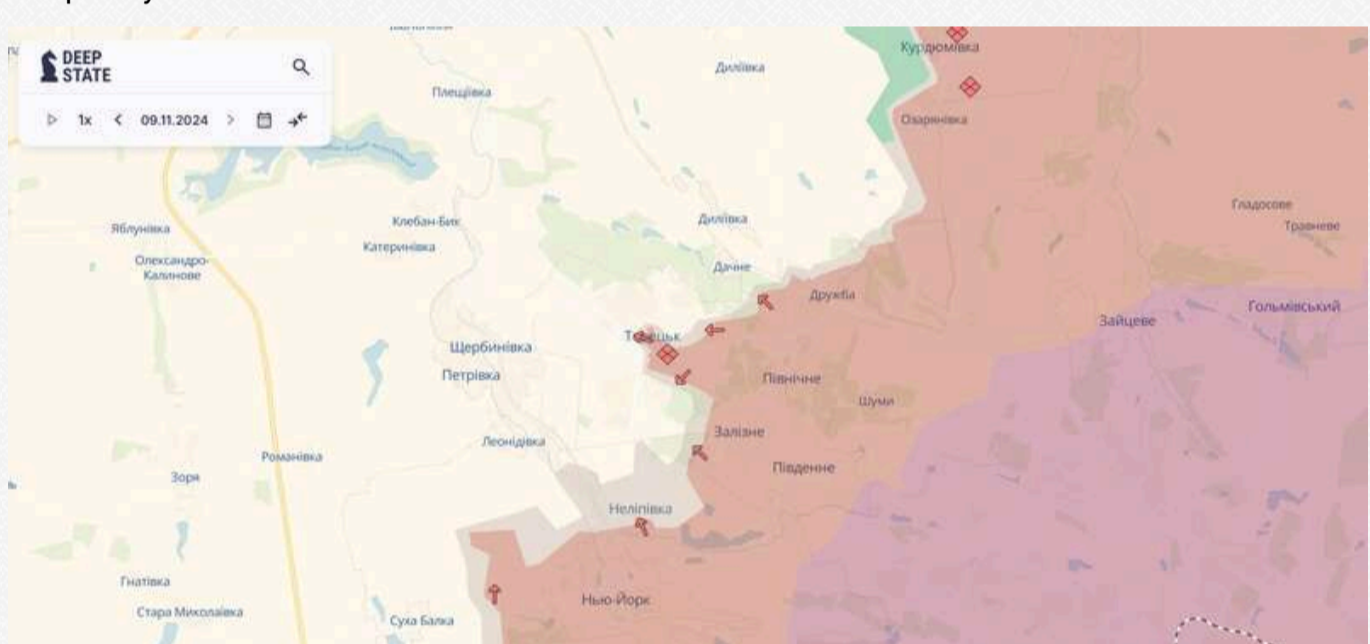 DEEP
STATE
1x
09.11.2024
Курдюмівка
Диліївка
Плещіївка
Озарянівка
Гладосове
Травневе
Клебан-Бик
Диліївка
Яблунівка
Катеринівка
Олександро-
Калинове
Дачне
Дружба
Гольмівський
Зайцеве
Щербинівка
Петрівка
Північне
Шуми
Залізне
Леонідівка
Романівка
Південне
Зоря
Неліпівка
Гнатівка
Нью-Йорк
Стара Миколаївка
Суха Балка